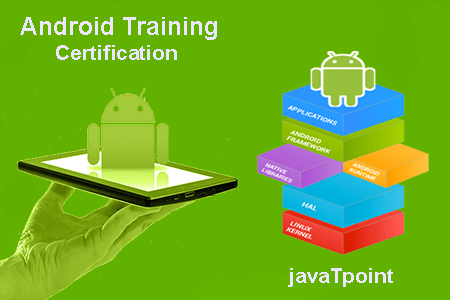 Android Training
Certification
APPLICATIONS
ANDROID
FRAMEWORK
NATIVE
LIBRARIES
ANDROID
RUNTIME
HAL
LINUX
KERNEL
javaTpoint